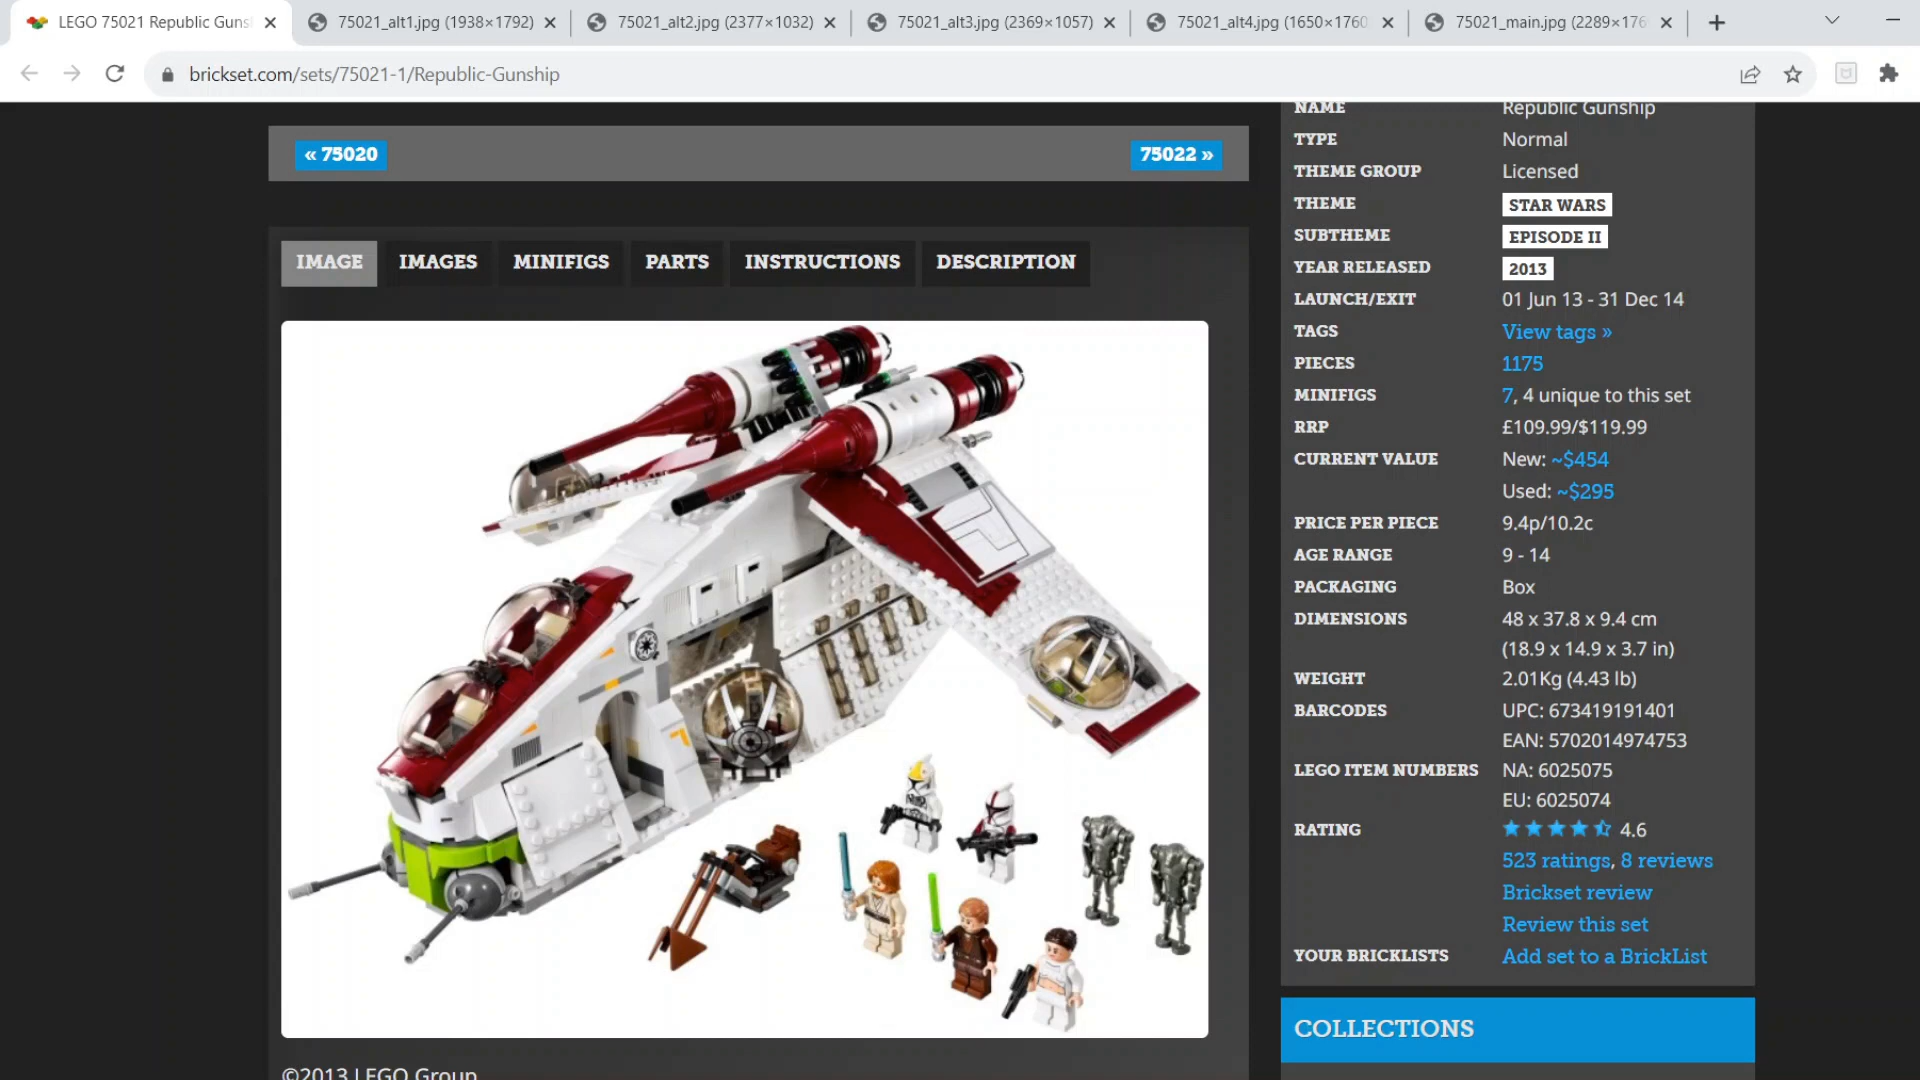 LEGO 75021 Republic Guns
75021_alt1.jpg (1938×1792)
75021_alt2.jpg (2377×1032)
75021_alt3.jpg (2369×1057)
75021_alt4.jpg (1650×1760
75021_main.jpg (2289×176
brickset.com/sets/75021-1/Republic-Gunship
« 75020
75022 »
IMAGE IMAGES MINIFIGS PARTS INSTRUCTIONS DESCRIPTION
©2013 LEGO Group
NAME Republic Gunship
TYPE Normal
THEME GROUP Licensed
THEME STAR WARS
SUBTHEME EPISODE II
YEAR RELEASED 2013
LAUNCH/EXIT 01 Jun 13 - 31 Dec 14
TAGS View tags »
PIECES 1175
MINIFIGS 7, 4 unique to this set
RRP £109.99/$119.99
CURRENT VALUE New: ~$454
Used: ~$295
PRICE PER PIECE 9.4p/10.2c
AGE RANGE 9 - 14
PACKAGING Box
DIMENSIONS 48 x 37.8 x 9.4 cm
(18.9 x 14.9 x 3.7 in)
WEIGHT 2.01Kg (4.43 lb)
BARCODES UPC: 673419191401
EAN: 5702014974753
LEGO ITEM NUMBERS NA: 6025075
EU: 6025074
RATING 4.6
523 ratings, 8 reviews
Brickset review
Review this set
YOUR BRICKLISTS Add set to a BrickList
COLLECTIONS